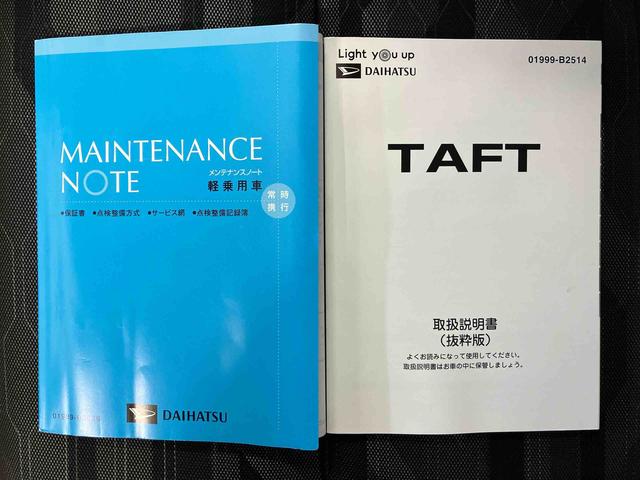 MAINTENANCE
NOTE
メンテナンスノート
軽乗用車
常時
携行
●保証書 ●点検整備方式 ●サービス網 ●点検整備記録簿
DAIHATSU
Light you up
DAIHATSU
01999-B2514
TAFT
取扱説明書
(抜粋版)
よくお読みになって使用してください。
取扱説明書はお車の中に保管しましょう。